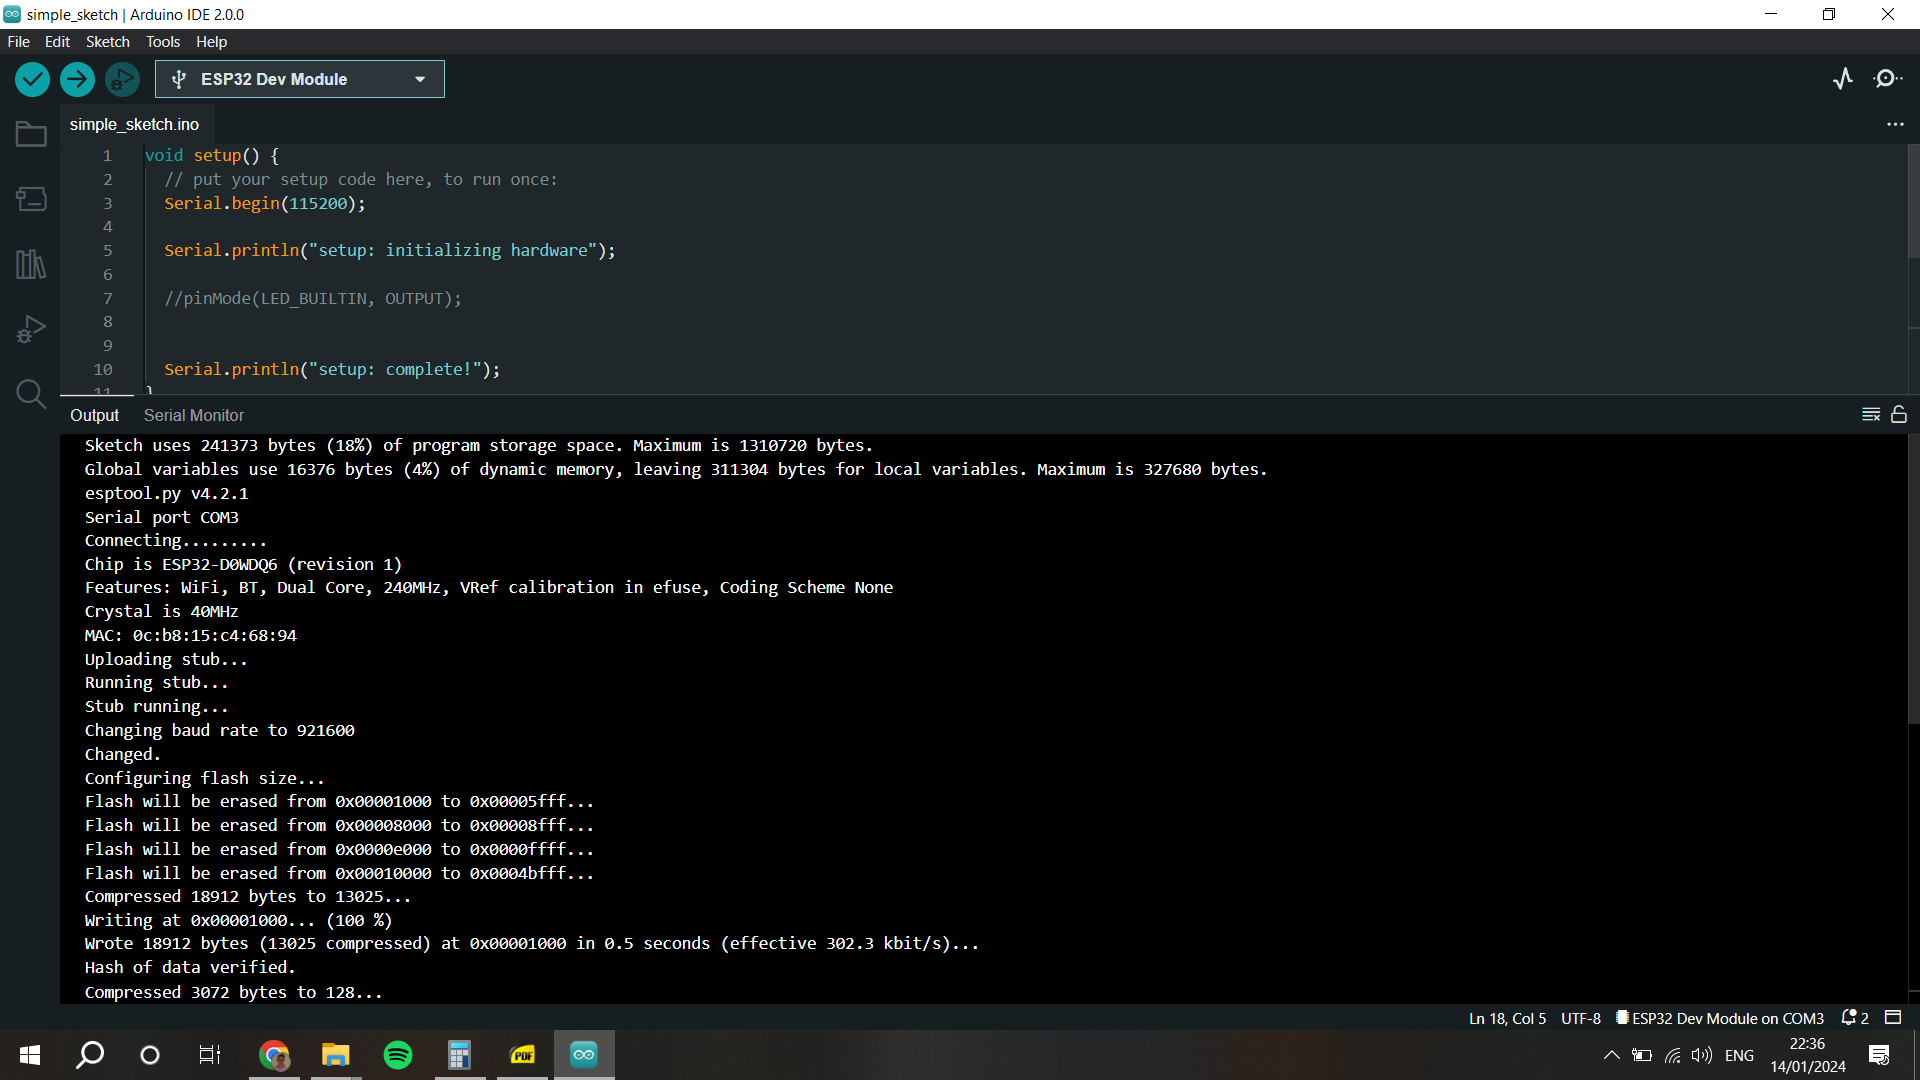 simple_sketch | Arduino IDE 2.0.0
File Edit Sketch Tools Help
ESP32 Dev Module
simple_sketch.ino
1 void setup() {
2 // put your setup code here, to run once:
3 Serial.begin(115200);
4
5 Serial.println("setup: initializing hardware");
6
7 //pinMode(LED_BUILTIN, OUTPUT);
8
9
10 Serial.println("setup: complete!");
11 }
Output Serial Monitor
Sketch uses 241373 bytes (18%) of program storage space. Maximum is 1310720 bytes.
Global variables use 16376 bytes (4%) of dynamic memory, leaving 311304 bytes for local variables. Maximum is 327680 bytes.
esptool.py v4.2.1
Serial port COM3
Connecting.........
Chip is ESP32-D0WDQ6 (revision 1)
Features: WiFi, BT, Dual Core, 240MHz, VRef calibration in efuse, Coding Scheme None
Crystal is 40MHz
MAC: 0c:b8:15:c4:68:94
Uploading stub...
Running stub...
Stub running...
Changing baud rate to 921600
Changed.
Configuring flash size...
Flash will be erased from 0x00001000 to 0x00005fff...
Flash will be erased from 0x00008000 to 0x00008fff...
Flash will be erased from 0x0000e000 to 0x0000ffff...
Flash will be erased from 0x00010000 to 0x0004bfff...
Compressed 18912 bytes to 13025...
Writing at 0x00001000... (100 %)
Wrote 18912 bytes (13025 compressed) at 0x00001000 in 0.5 seconds (effective 302.3 kbit/s)...
Hash of data verified.
Compressed 3072 bytes to 128...
Ln 18, Col 5 UTF-8 ESP32 Dev Module on COM3 2
PDF
ENG
22:36
14/01/2024